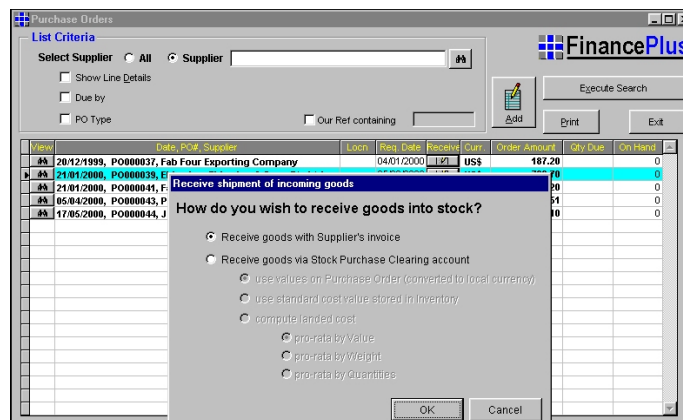 Purchase Orders
List Criteria
Select Supplier All Supplier
Show Line Details
Due by
PO Type
Our Ref containing
FinancePlus
Add
Execute Search
Print
Exit
View Date, PO#, Supplier Locn Req. Date Receive Curr. Order Amount Qty Due On Hand
20/12/1999, PO000037, Fab Four Exporting Company 04/01/2000 US$ 187.20 0
21/01/2000, PO000039, 0
21/01/2000, PO000041, 0
05/04/2000, PO000043, P 0
17/05/2000, PO000044, J 0
Receive shipment of incoming goods
How do you wish to receive goods into stock?
Receive goods with Supplier's invoice
Receive goods via Stock Purchase Clearing account
use values on Purchase Order (converted to local currency)
use standard cost value stored in Inventory
compute landed cost
pro-rata by Value
pro-rata by Weight
pro-rata by Quantities
OK
Cancel